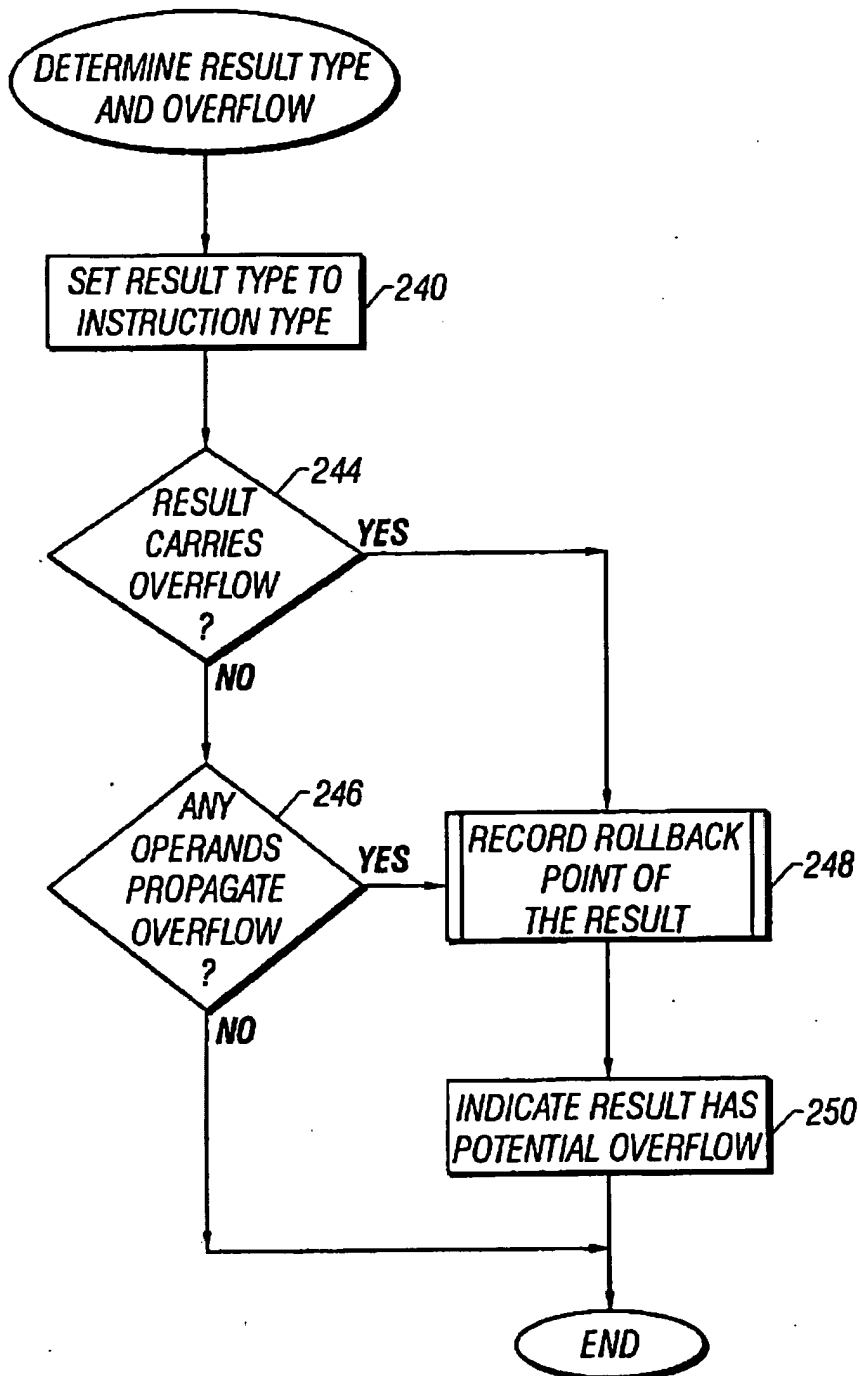 DETERMINE RESULT TYPE
AND OVERFLOW
SET RESULT TYPE TO
INSTRUCTION TYPE
240
RESULT
CARRIES
OVERFLOW
?
244
YES
NO
ANY
OPERANDS
PROPAGATE
OVERFLOW
?
246
YES
NO
RECORD ROLLBACK
POINT OF
THE RESULT
248
INDICATE RESULT HAS
POTENTIAL OVERFLOW
250
END